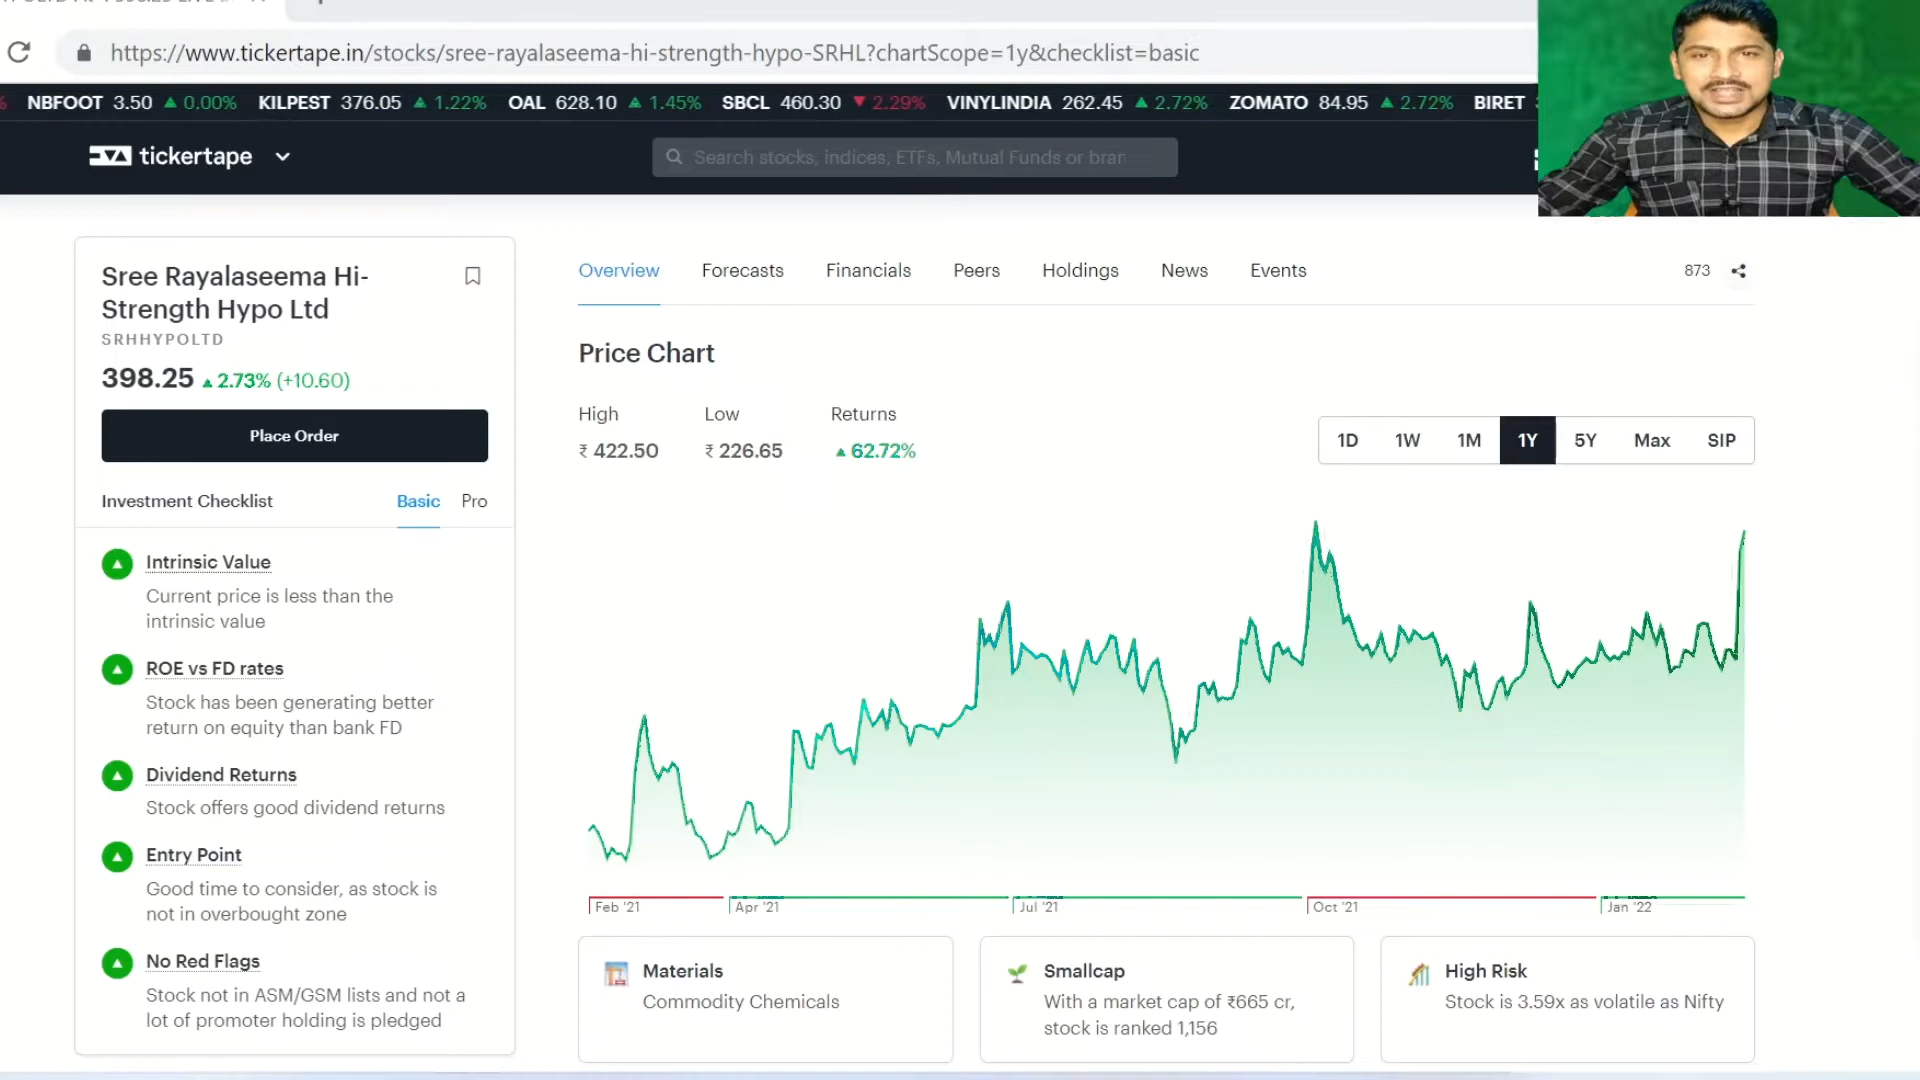 https://www.tickertape.in/stocks/sree-rayalaseema-hi-strength-hypo-SRHL?chartScope=1y&checklist=basic
% NBFOOT 3.50 ▲ 0.00% KILPEST 376.05 ▲ 1.22% OAL 628.10 ▲ 1.45% SBCL 460.30 ▼ 2.29% VINYLINDIA 262.45 ▲ 2.72% ZOMATO 84.95 ▲ 2.72% BIRET
tickertape
Search stocks, indices, ETFs, Mutual Funds or bran
Sree Rayalaseema Hi-
Strength Hypo Ltd
SRHHYPOLTD
398.25 ▲ 2.73% (+10.60)
Place Order
Investment Checklist Basic Pro
Intrinsic Value
Current price is less than the
intrinsic value
ROE vs FD rates
Stock has been generating better
return on equity than bank FD
Dividend Returns
Stock offers good dividend returns
Entry Point
Good time to consider, as stock is
not in overbought zone
No Red Flags
Stock not in ASM/GSM lists and not a
lot of promoter holding is pledged
Overview Forecasts Financials Peers Holdings News Events 873
Price Chart
High Low Returns
₹ 422.50 ₹ 226.65 ▲ 62.72%
1D 1W 1M 1Y 5Y Max SIP
Feb '21 Apr '21 Jul '21 Oct '21 Jan '22
Materials
Commodity Chemicals
Smallcap
With a market cap of ₹665 cr,
stock is ranked 1,156
High Risk
Stock is 3.59x as volatile as Nifty